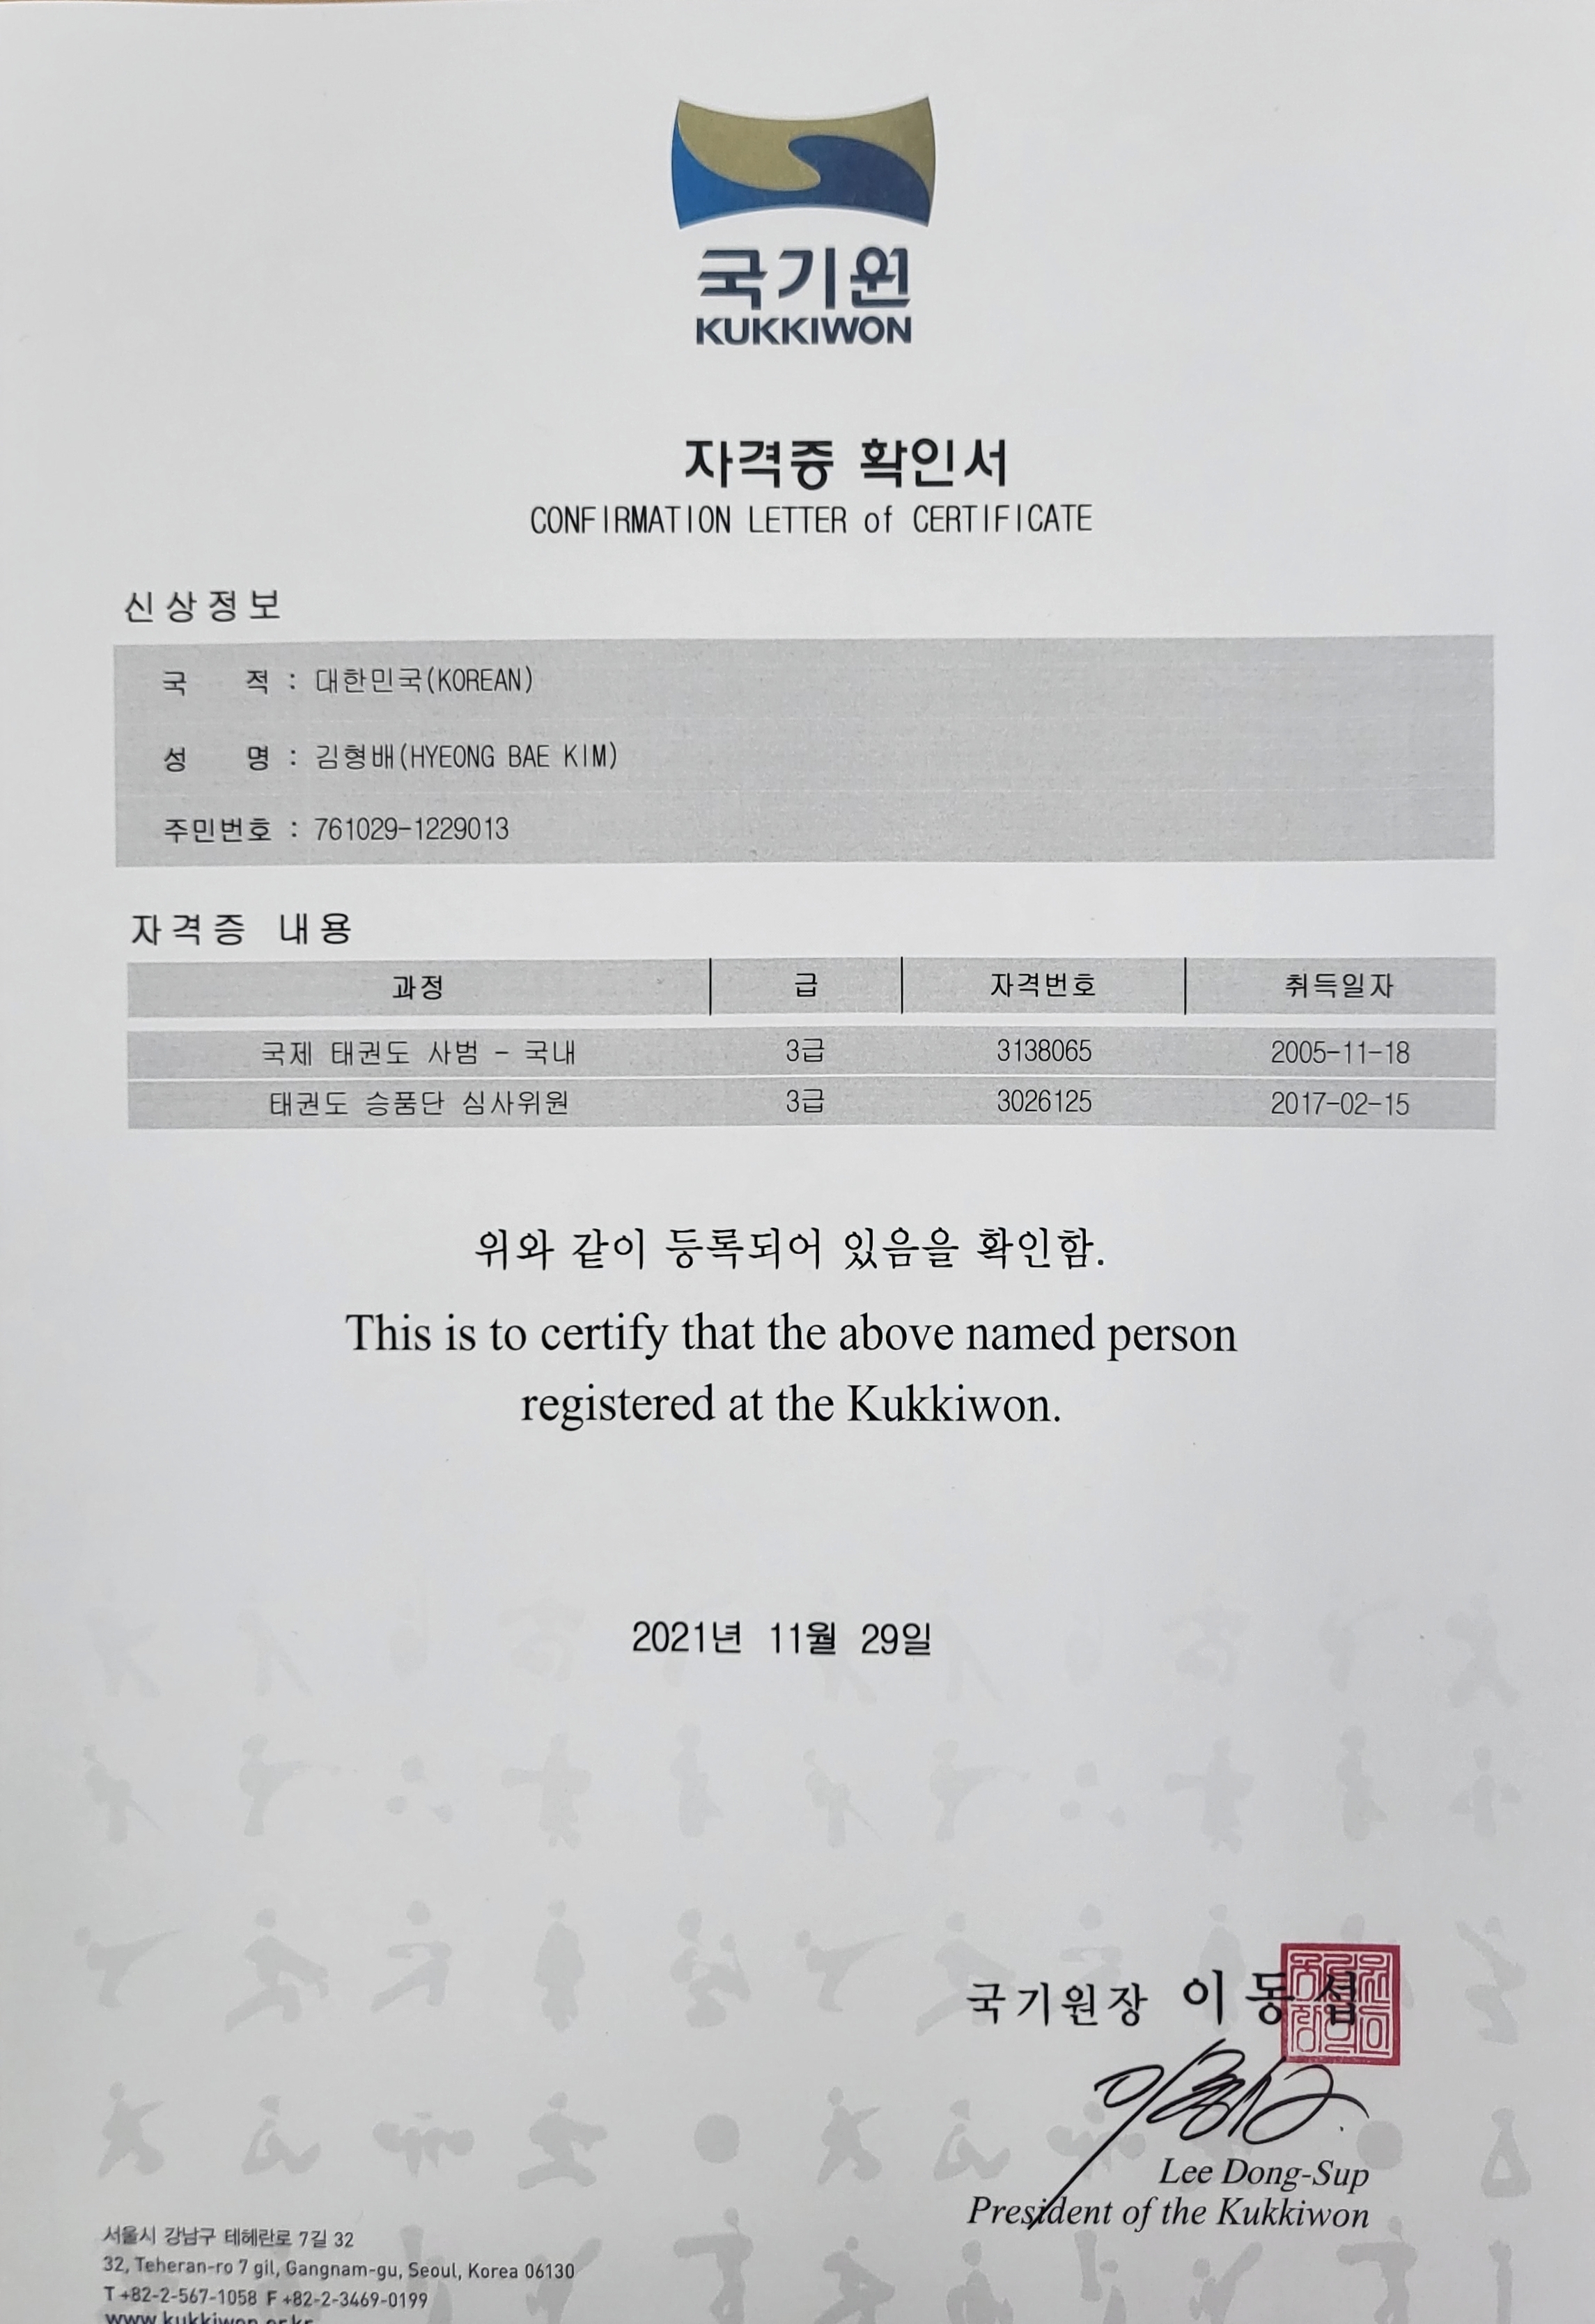 국기원
KUKKIWON
자격증 확인서
CONFIRMATION LETTER of CERTIFICATE
신상정보
국 적 : 대한민국(KOREAN)
성 명 : 김형배(HYEONG BAE KIM)
주민번호 : 761029-1229013
자격증 내용
과정 급 자격번호 취득일자
국제 태권도 사범 - 국내 3급 3138065 2005-11-18
태권도 승품단 심사위원 3급 3026125 2017-02-15
위와 같이 등록되어 있음을 확인함.
This is to certify that the above named person
registered at the Kukkiwon.
2021년 11월 29일
국기원장 이동섭
Lee Dong-Sup
President of the Kukkiwon
서울시 강남구 테헤란로 7길 32
32, Teheran-ro 7 gil, Gangnam-gu, Seoul, Korea 06130
T +82-2-567-1058 F +82-2-3469-0199
www.kukkiwon.or.kr